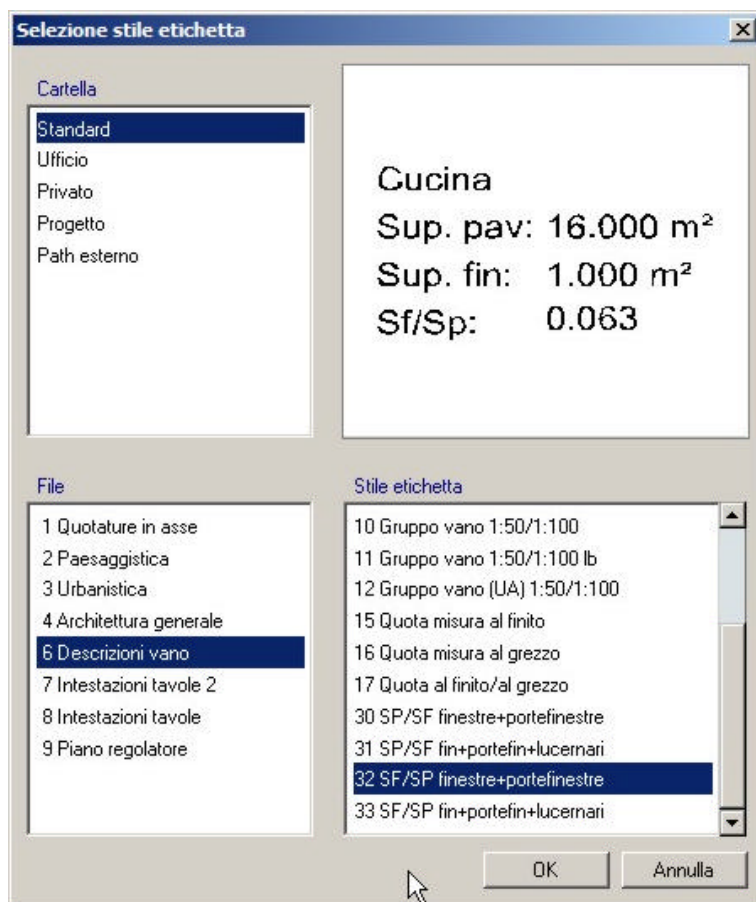 Selezione stile etichetta
Cartella
Standard
Ufficio
Privato
Progetto
Path esterno
Cucina
Sup. pav: 16.000 m²
Sup. fin: 1.000 m²
Sf/Sp: 0.063
File
1 Quotature in asse
2 Paesaggistica
3 Urbanistica
4 Architettura generale
6 Descrizioni vano
7 Intestazioni tavole 2
8 Intestazioni tavole
9 Piano regolatore
Stile etichetta
10 Gruppo vano 1:50/1:100
11 Gruppo vano 1:50/1:100 lb
12 Gruppo vano (UA) 1:50/1:100
15 Quota misura al finito
16 Quota misura al grezzo
17 Quota al finito/al grezzo
30 SP/SF finestre+portefinestre
31 SP/SF fin+portefin+lucernari
32 SF/SP finestre+portefinestre
33 SF/SP fin+portefin+lucernari
OK
Annulla